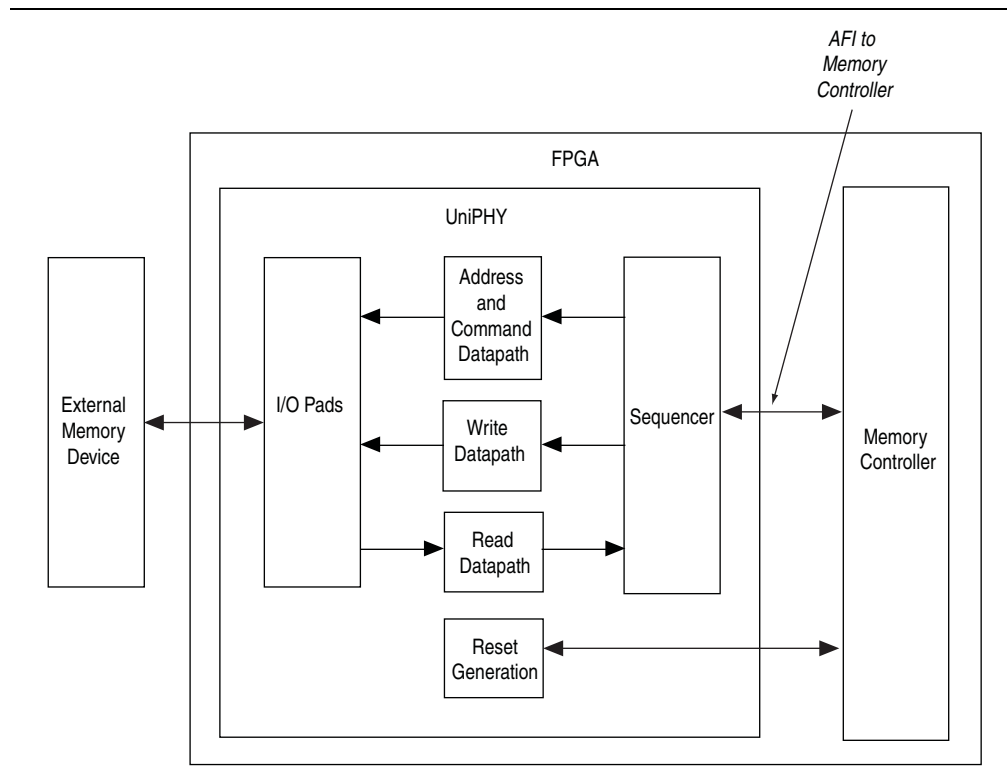 AFI to
Memory
Controller
FPGA
UniPHY
Address
and
Command
Datapath
External
Memory
Device
I/O Pads
Write
Datapath
Sequencer
Memory
Controller
Read
Datapath
Reset
Generation